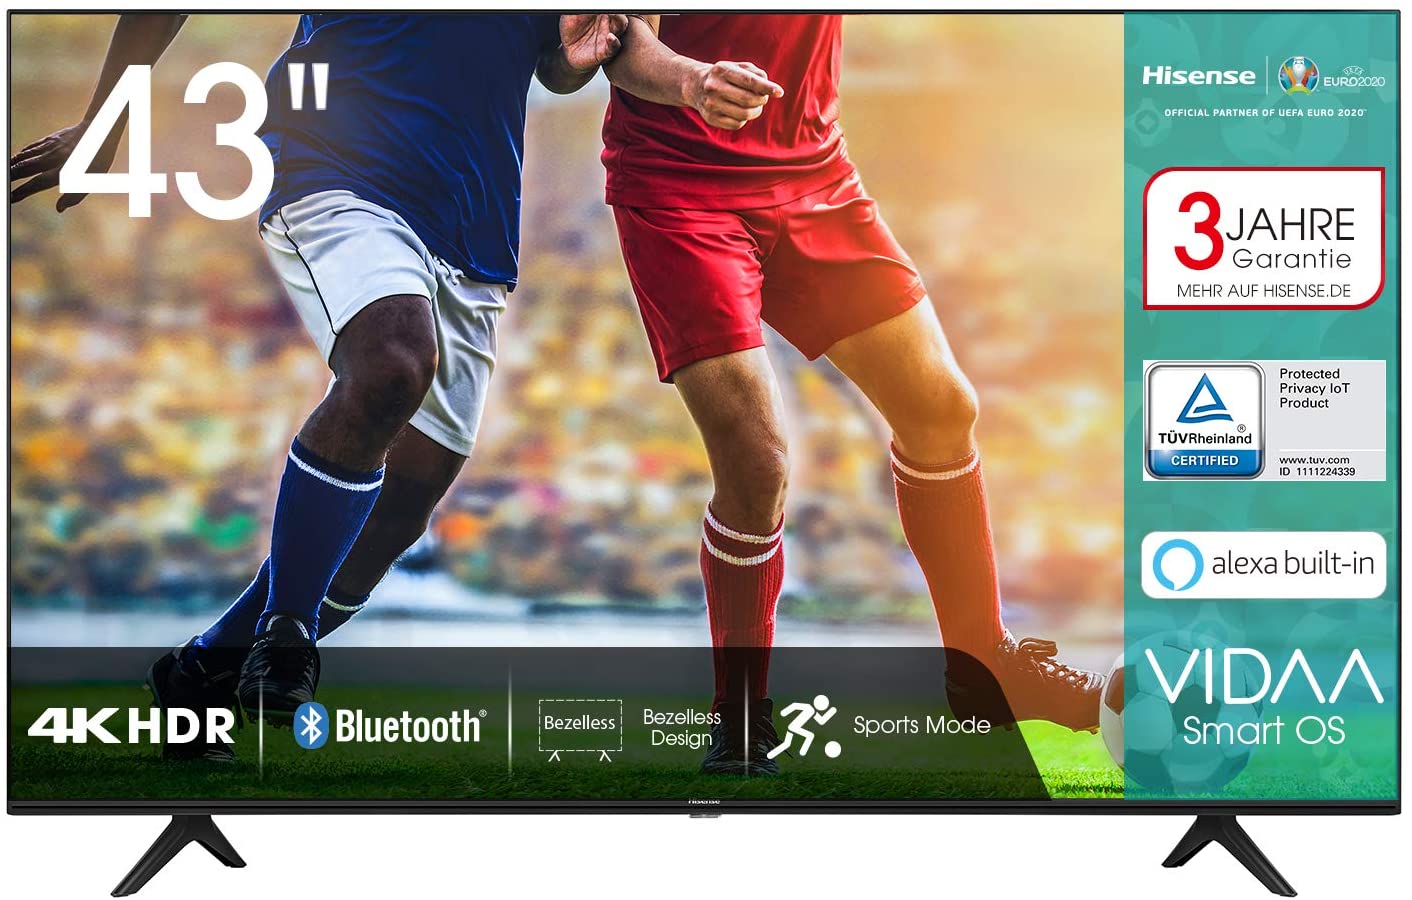 43"
Hisense
UEFA
EURO2020
OFFICIAL PARTNER OF UEFA EURO 2020™
3 JAHRE
Garantie
MEHR AUF HISENSE.DE
TÜVRheinland®
CERTIFIED
Protected
Privacy IoT
Product
www.tuv.com
ID 1111224339
alexa built-in
VIDAA
Smart OS
4K HDR
Bluetooth®
Bezelless
Bezelless
Design
Sports Mode
Hisense